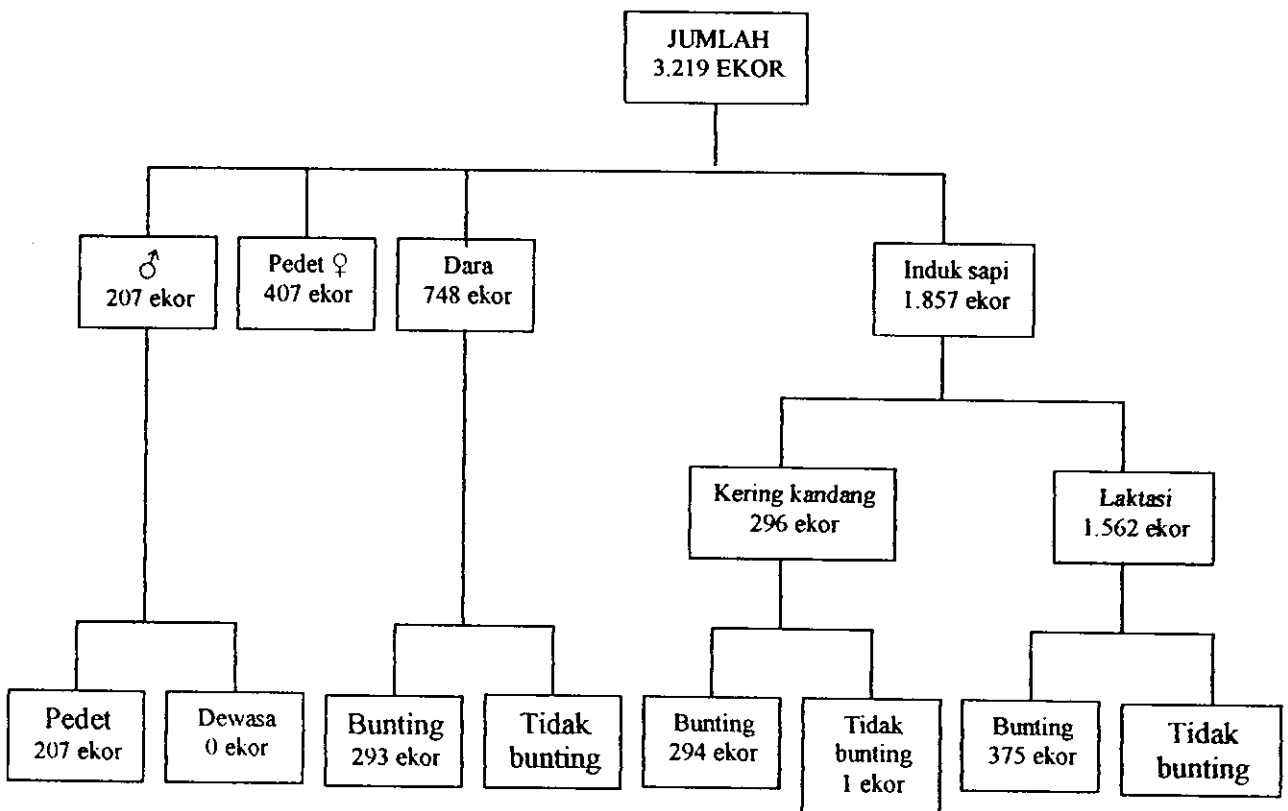 JUMLAH
3.219 EKOR
♂
207 ekor
Pedet ♀
407 ekor
Dara
748 ekor
Induk sapi
1.857 ekor
Kering kandang
296 ekor
Laktasi
1.562 ekor
Pedet
207 ekor
Dewasa
0 ekor
Bunting
293 ekor
Tidak
bunting
Bunting
294 ekor
Tidak
bunting
1 ekor
Bunting
375 ekor
Tidak
bunting